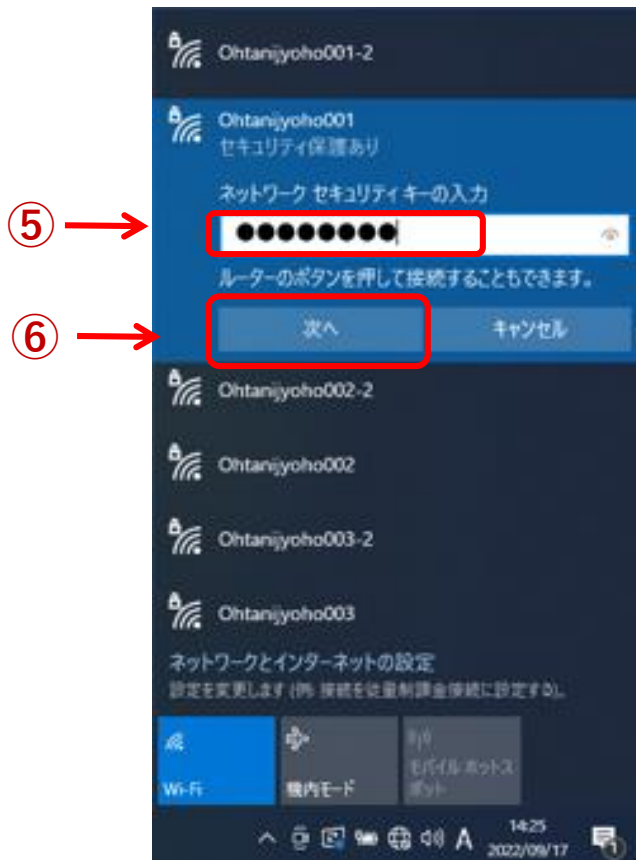 Ohtanijyoho001-2
Ohtanijyoho001
セキュリティ保護あり
ネットワーク セキュリティ キーの入力
⑤
●●●●●●●●
ルーターのボタンを押して接続することもできます。
⑥
次へ
キャンセル
Ohtanijyoho002-2
Ohtanijyoho002
Ohtanijyoho003-2
Ohtanijyoho003
ネットワークとインターネットの設定
設定を変更します (例: 接続を従量制課金接続に設定する)。
Wi-Fi
機内モード
モバイル ホットス
ポット
A
14:25
2022/09/17
1